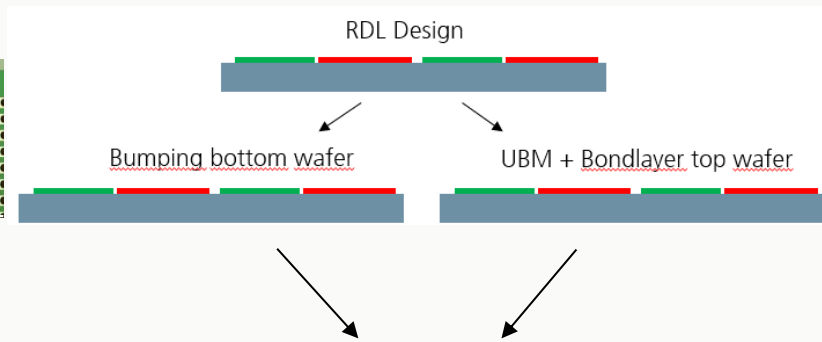 RDL Design
Bumping bottom wafer
UBM + Bondlayer top wafer